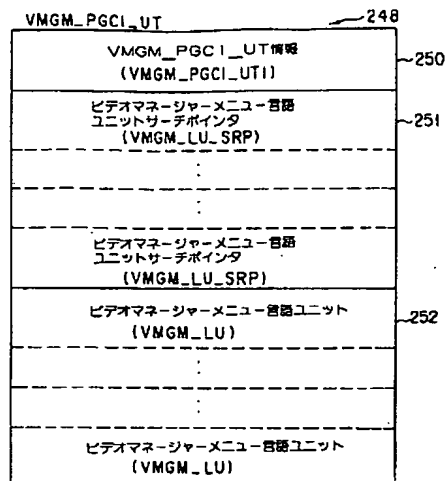 VMGM_PGCI_UT
248
VMGM_PGCI_UT情報
(VMGM_PGCI_UTI)
250
ビデオマネージャーメニュー言語
ユニットサーチポインタ
(VMGM_LU_SRP)
251
ビデオマネージャーメニュー言語
ユニットサーチポインタ
(VMGM_LU_SRP)
ビデオマネージャーメニュー言語ユニット
(VMGM_LU)
252
ビデオマネージャーメニュー言語ユニット
(VMGM_LU)